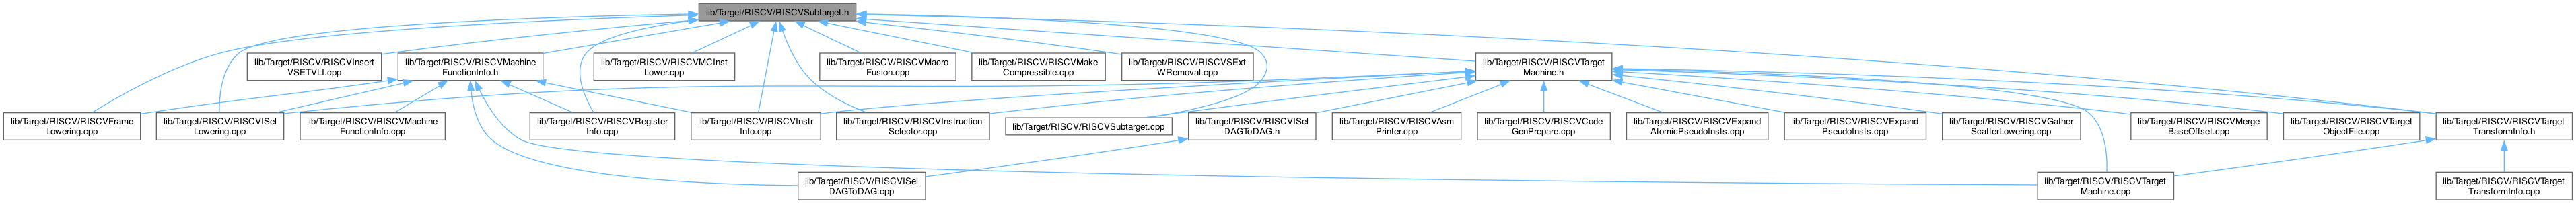 lib/Target/RISCV/RISCVSubtarget.h
lib/Target/RISCV/RISCVInsert
VSETVLI.cpp
lib/Target/RISCV/RISCVMachine
FunctionInfo.h
lib/Target/RISCV/RISCVMCInst
Lower.cpp
lib/Target/RISCV/RISCVMacro
Fusion.cpp
lib/Target/RISCV/RISCVMake
Compressible.cpp
lib/Target/RISCV/RISCVSExt
WRemoval.cpp
lib/Target/RISCV/RISCVTarget
Machine.h
lib/Target/RISCV/RISCVFrame
Lowering.cpp
lib/Target/RISCV/RISCVISel
Lowering.cpp
lib/Target/RISCV/RISCVMachine
FunctionInfo.cpp
lib/Target/RISCV/RISCVRegister
Info.cpp
lib/Target/RISCV/RISCVInstr
Info.cpp
lib/Target/RISCV/RISCVInstruction
Selector.cpp
lib/Target/RISCV/RISCVSubtarget.cpp
lib/Target/RISCV/RISCVISel
DAGToDAG.h
lib/Target/RISCV/RISCVAsm
Printer.cpp
lib/Target/RISCV/RISCVCode
GenPrepare.cpp
lib/Target/RISCV/RISCVExpand
AtomicPseudoInsts.cpp
lib/Target/RISCV/RISCVExpand
PseudoInsts.cpp
lib/Target/RISCV/RISCVGather
ScatterLowering.cpp
lib/Target/RISCV/RISCVMerge
BaseOffset.cpp
lib/Target/RISCV/RISCVTarget
ObjectFile.cpp
lib/Target/RISCV/RISCVTarget
TransformInfo.h
lib/Target/RISCV/RISCVISel
DAGToDAG.cpp
lib/Target/RISCV/RISCVTarget
Machine.cpp
lib/Target/RISCV/RISCVTarget
TransformInfo.cpp